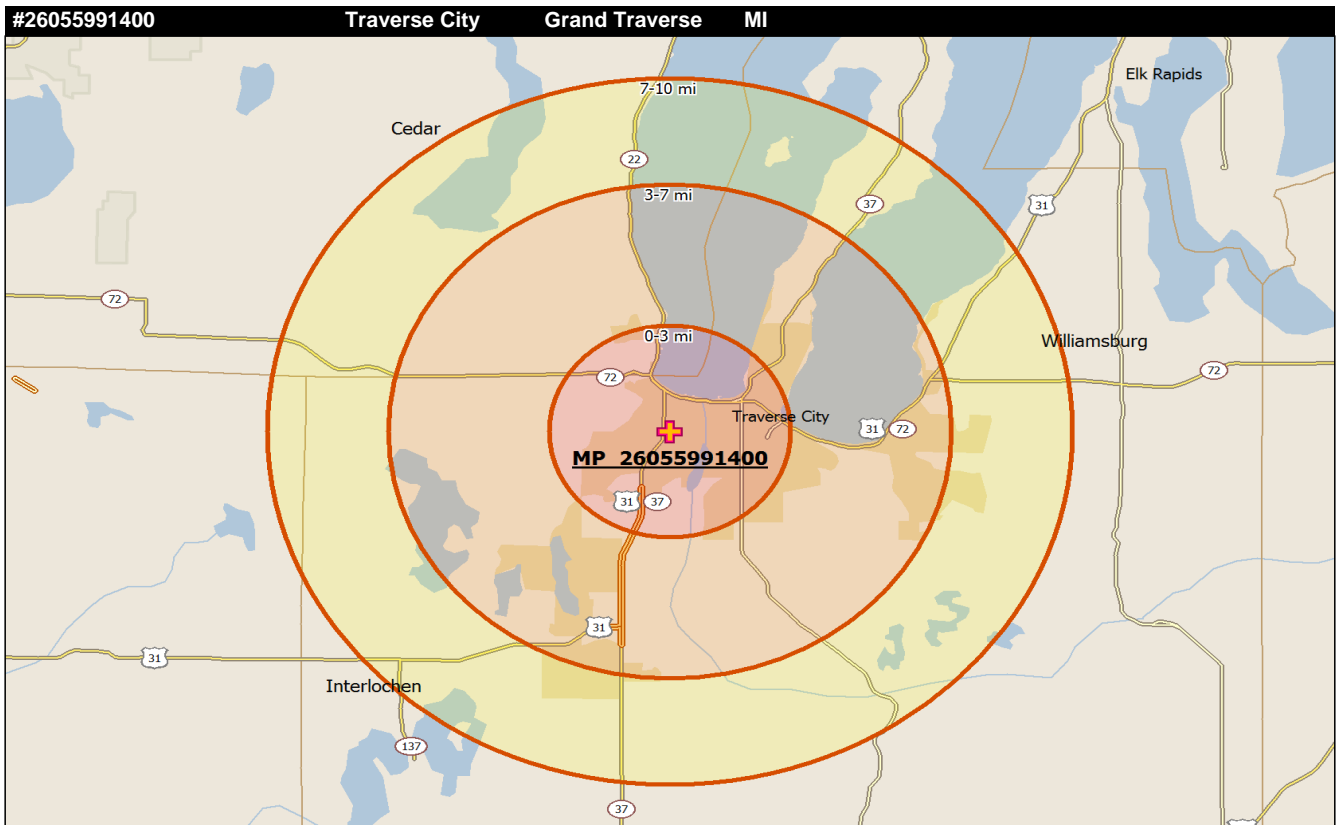 #26055991400 Traverse City Grand Traverse MI
Elk Rapids
7-10 mi
Cedar
22
3-7 mi
37
31
72
0-3 mi
Williamsburg
72
72
Traverse City
31 72
MP 26055991400
31 37
31
31
Interlochen
137
37